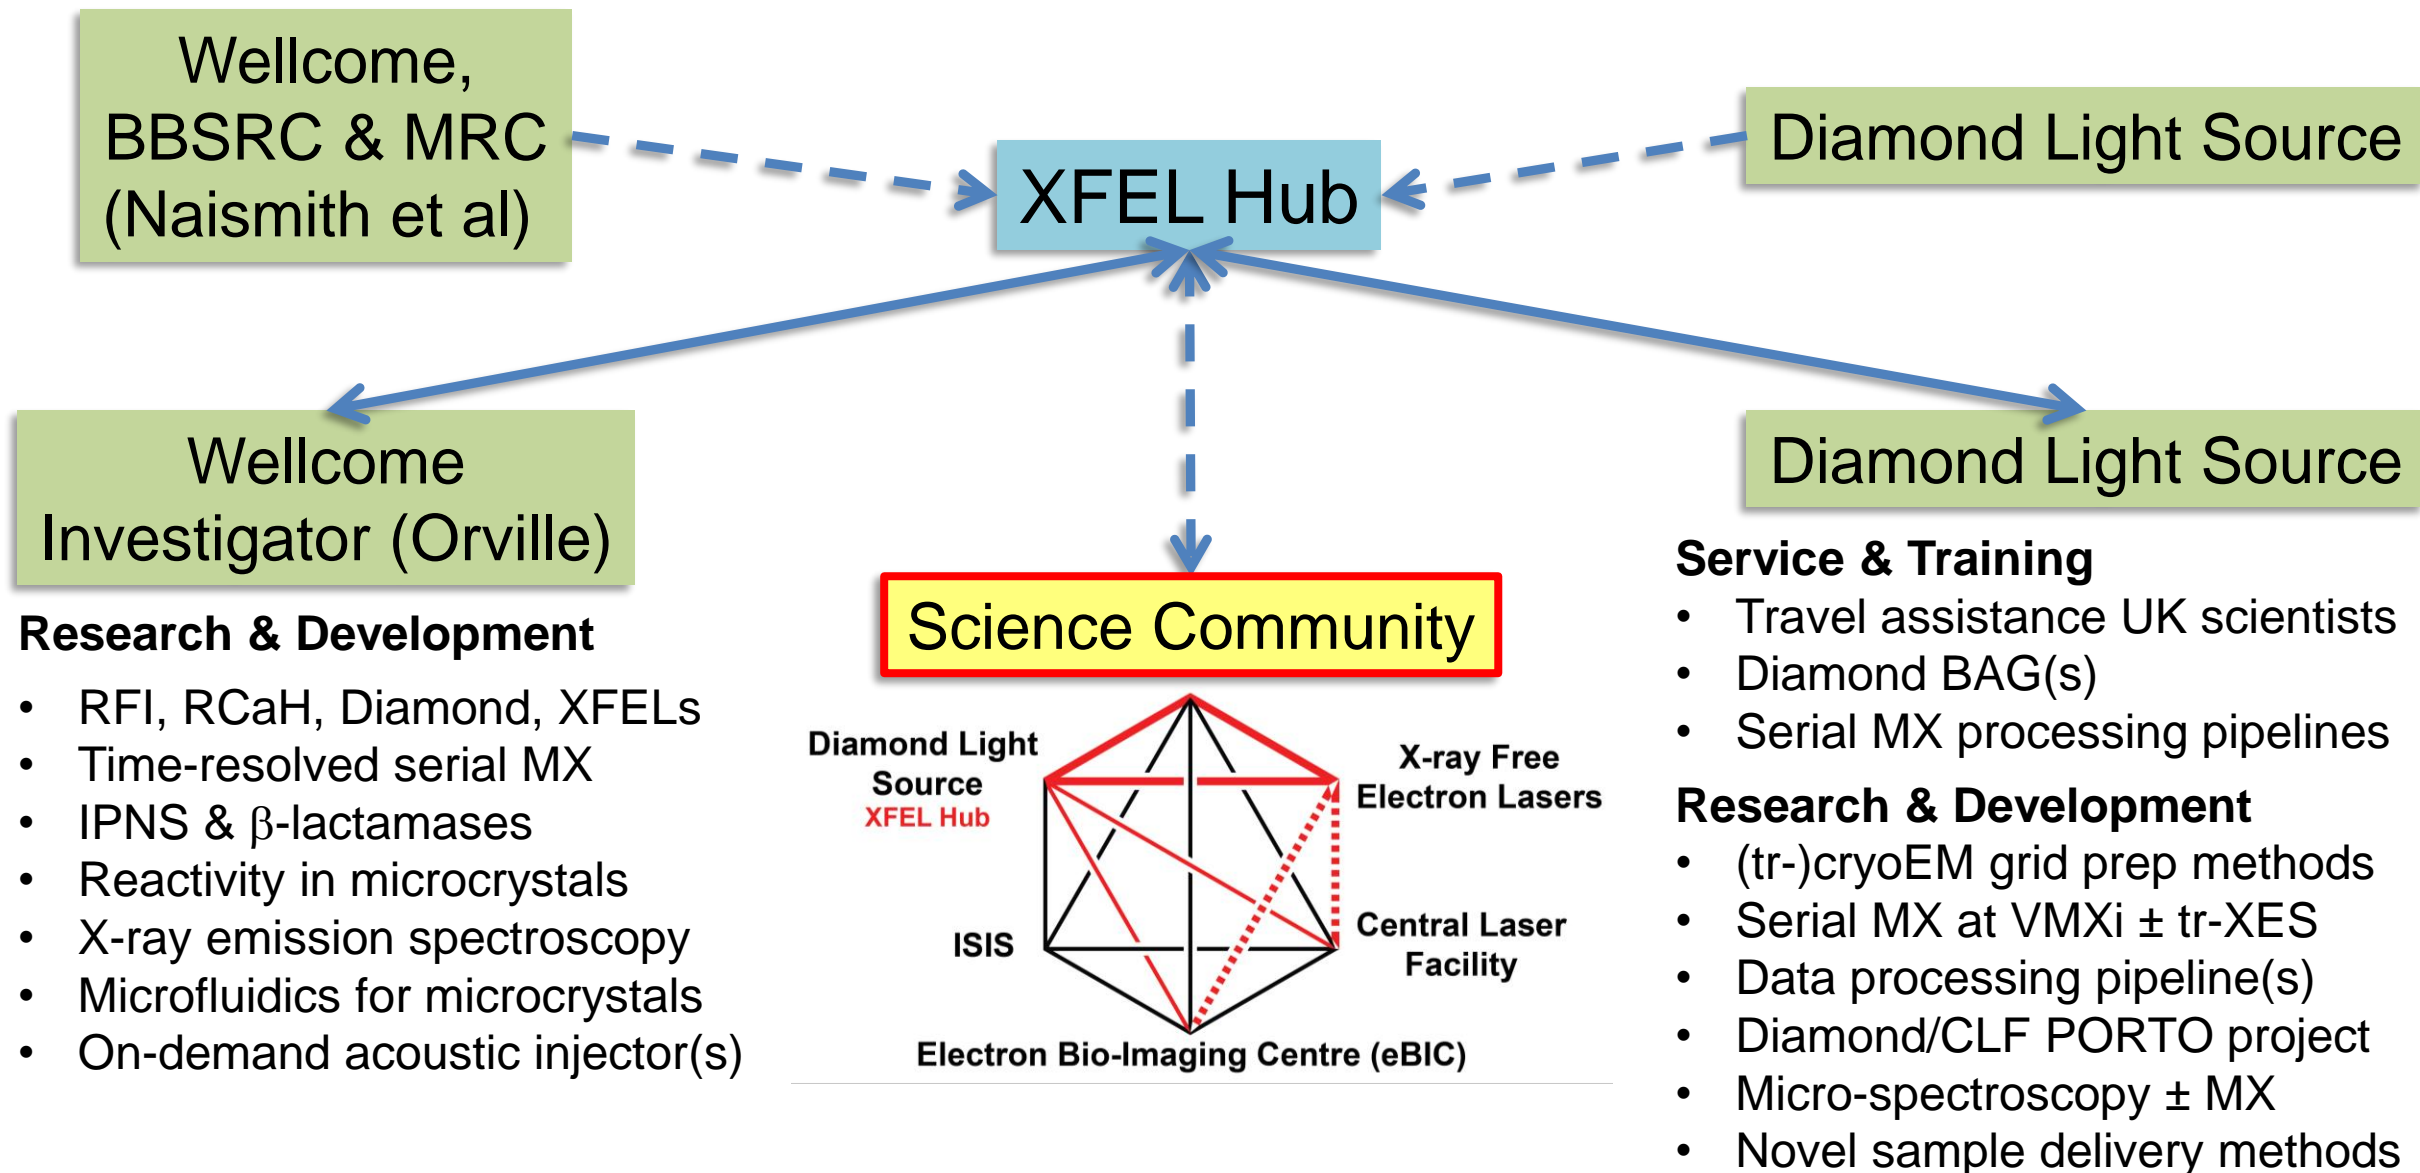 Wellcome,
BBSRC & MRC
(Naismith et al)
XFEL Hub
Diamond Light Source
Wellcome
Investigator (Orville)
Research & Development
• RFI, RCaH, Diamond, XFELs
• Time-resolved serial MX
• IPNS & β-lactamases
• Reactivity in microcrystals
• X-ray emission spectroscopy
• Microfluidics for microcrystals
• On-demand acoustic injector(s)
Science Community
Diamond Light
Source
XFEL Hub
X-ray Free
Electron Lasers
ISIS
Central Laser
Facility
Electron Bio-Imaging Centre (eBIC)
Diamond Light Source
Service & Training
• Travel assistance UK scientists
• Diamond BAG(s)
• Serial MX processing pipelines
Research & Development
• (tr-)cryoEM grid prep methods
• Serial MX at VMXi ± tr-XES
• Data processing pipeline(s)
• Diamond/CLF PORTO project
• Micro-spectroscopy ± MX
• Novel sample delivery methods